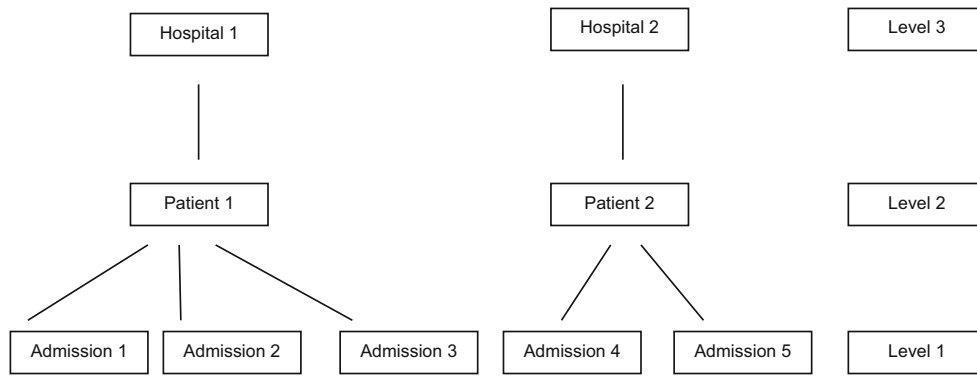 Hospital 1
Hospital 2
Level 3
Patient 1
Patient 2
Level 2
Admission 1
Admission 2
Admission 3
Admission 4
Admission 5
Level 1